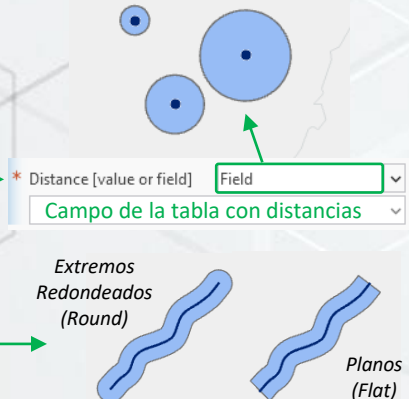 * Distance [value or field] Field
Campo de la tabla con distancias
Extremos
Redondeados
(Round)
Planos
(Flat)